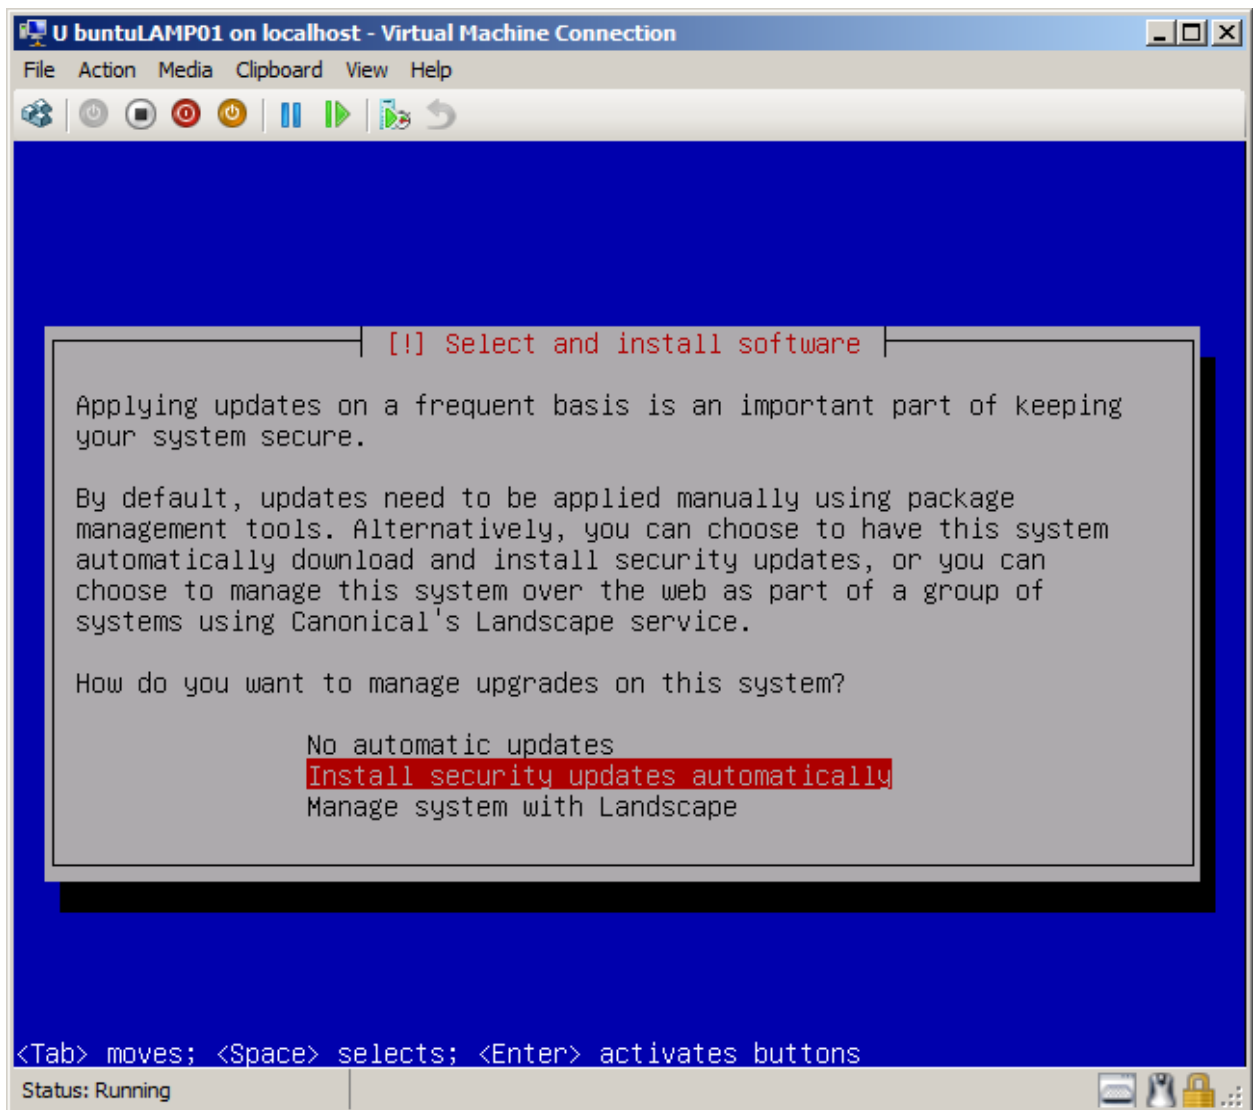 U buntuLAMP01 on localhost - Virtual Machine Connection
File Action Media Clipboard View Help
[!] Select and install software
Applying updates on a frequent basis is an important part of keeping
your system secure.
By default, updates need to be applied manually using package
management tools. Alternatively, you can choose to have this system
automatically download and install security updates, or you can
choose to manage this system over the web as part of a group of
systems using Canonical's Landscape service.
How do you want to manage upgrades on this system?
No automatic updates
Install security updates automatically
Manage system with Landscape
<Tab> moves; <Space> selects; <Enter> activates buttons
Status: Running